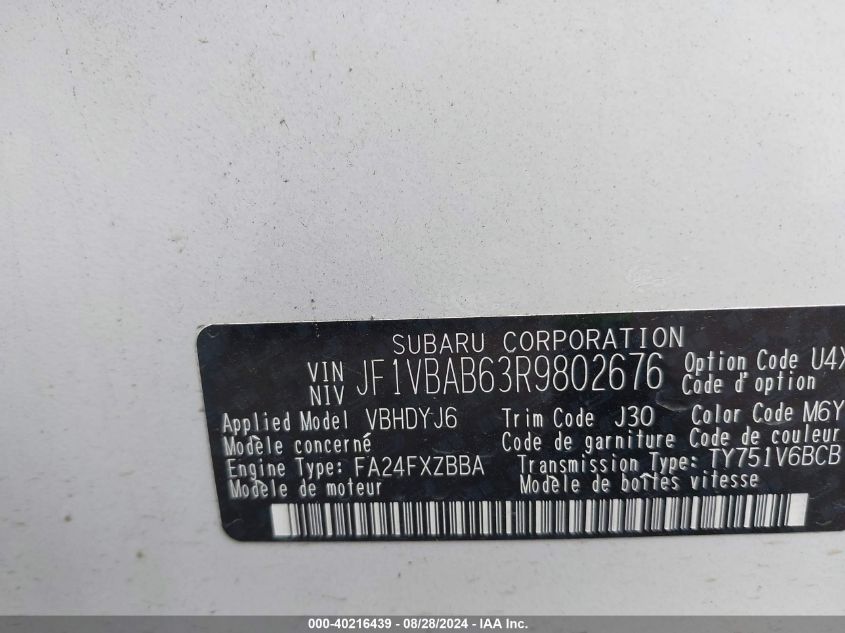 SUBARU CORPORATION
VIN NIV JF1VBAB63R9802676 Option Code U4X
Code d'option
Applied Model VBHDYJ6 Trim Code J30 Color Code M6Y
Modèle concerné Code de garniture Code de couleur
Engine Type: FA24FXZBBA Transmission Type: TY751V6BCB
Modèle de moteur Modèle de boîtes vitesse
000-40216439 - 08/28/2024 - IAA Inc.